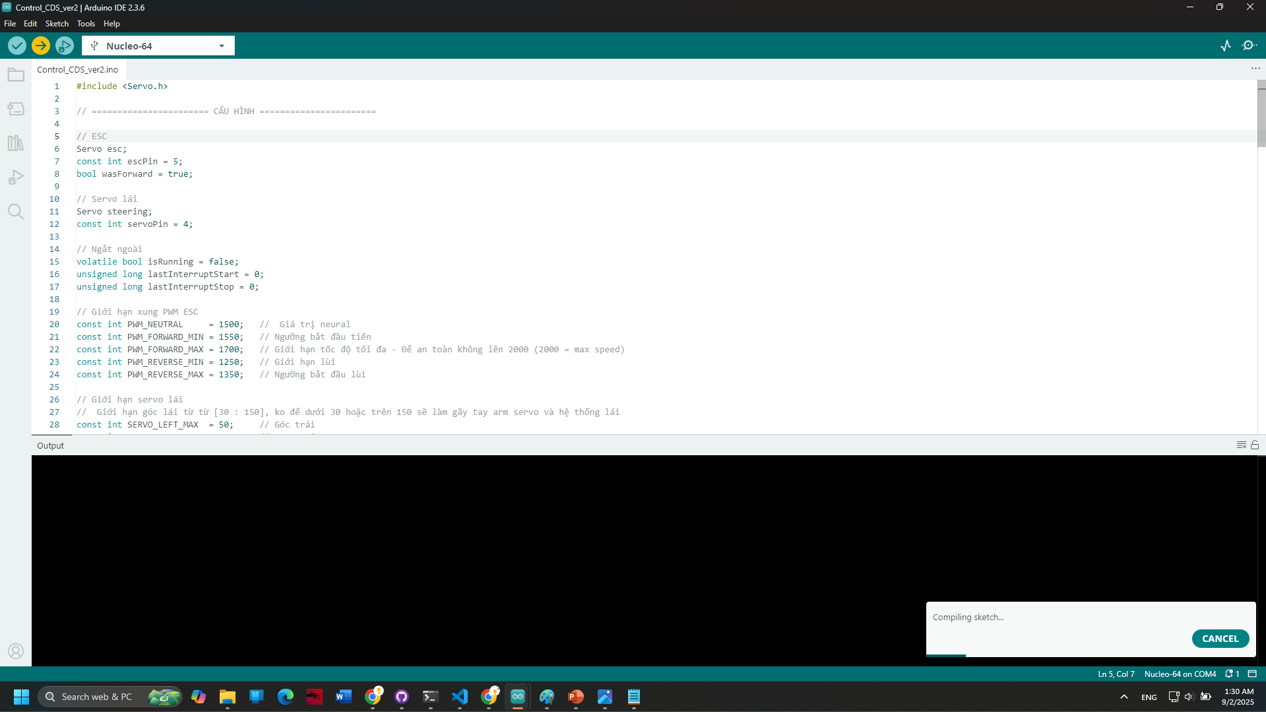 Control_CDS_ver2 | Arduino IDE 2.3.6
File Edit Sketch Tools Help
Nucleo-64
Control_CDS_ver2.ino
1 #include <Servo.h>
2
3 // ======================= CẤU HÌNH =======================
4
5 // ESC
6 Servo esc;
7 const int escPin = 5;
8 bool wasForward = true;
9
10 // Servo lái
11 Servo steering;
12 const int servoPin = 4;
13
14 // Ngắt ngoài
15 volatile bool isRunning = false;
16 unsigned long lastInterruptStart = 0;
17 unsigned long lastInterruptStop = 0;
18
19 // Giới hạn xung PWM ESC
20 const int PWM_NEUTRAL     = 1500;   //  Giá trị neural
21 const int PWM_FORWARD_MIN = 1550;   // Ngưỡng bắt đầu tiến
22 const int PWM_FORWARD_MAX = 1700;   // Giới hạn tốc độ tối đa - Để an toàn không lên 2000 (2000 = max speed)
23 const int PWM_REVERSE_MIN = 1250;   // Giới hạn lùi
24 const int PWM_REVERSE_MAX = 1350;   // Ngưỡng bắt đầu lùi
25
26 // Giới hạn servo lái
27 //  Giới hạn góc lái từ từ [30 : 150], ko để dưới 30 hoặc trên 150 sẽ làm gãy tay arm servo và hệ thống lái
28 const int SERVO_LEFT_MAX  = 50;     // Góc trái
Output
Compiling sketch...
CANCEL
Ln 5, Col 7 Nucleo-64 on COM4 1
Search web & PC
ENG
1:30 AM
9/2/2025